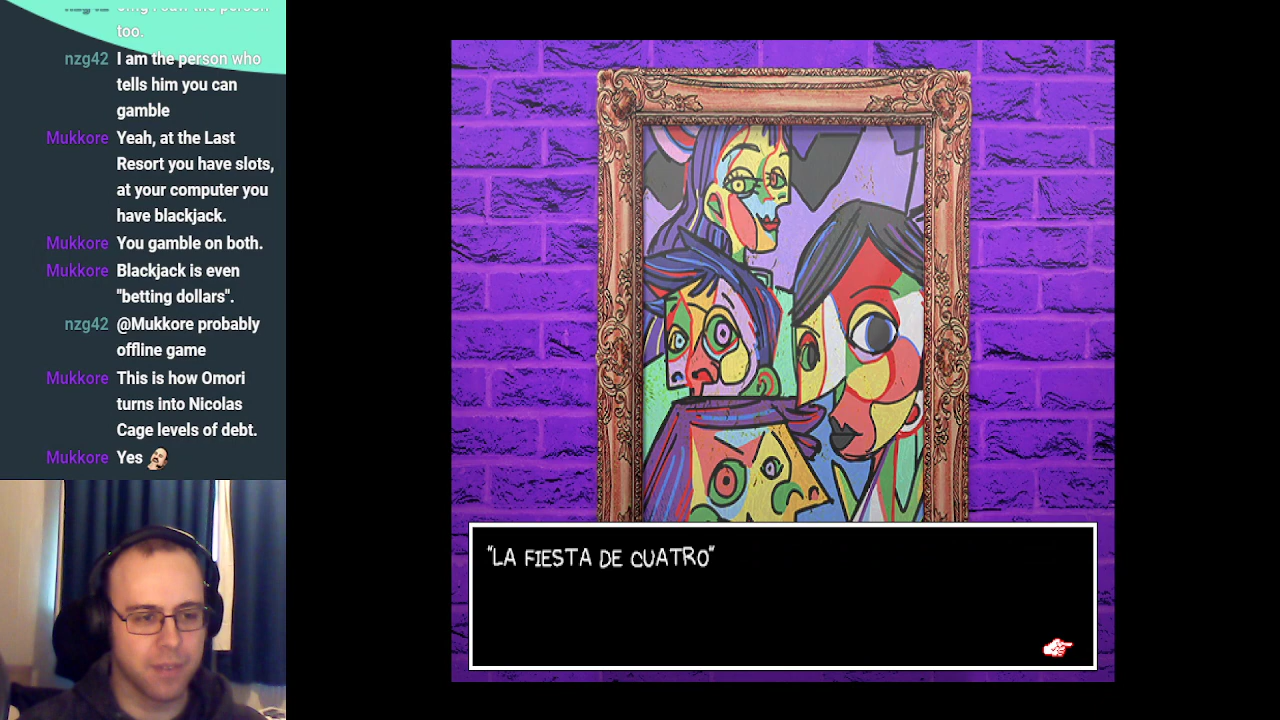 too.
nzg42 I am the person who
tells him you can
gamble
Mukkore Yeah, at the Last
Resort you have slots,
at your computer you
have blackjack.
Mukkore You gamble on both.
Mukkore Blackjack is even
"betting dollars".
nzg42 @Mukkore probably
offline game
Mukkore This is how Omori
turns into Nicolas
Cage levels of debt.
Mukkore Yes
"LA FIESTA DE CUATRO"